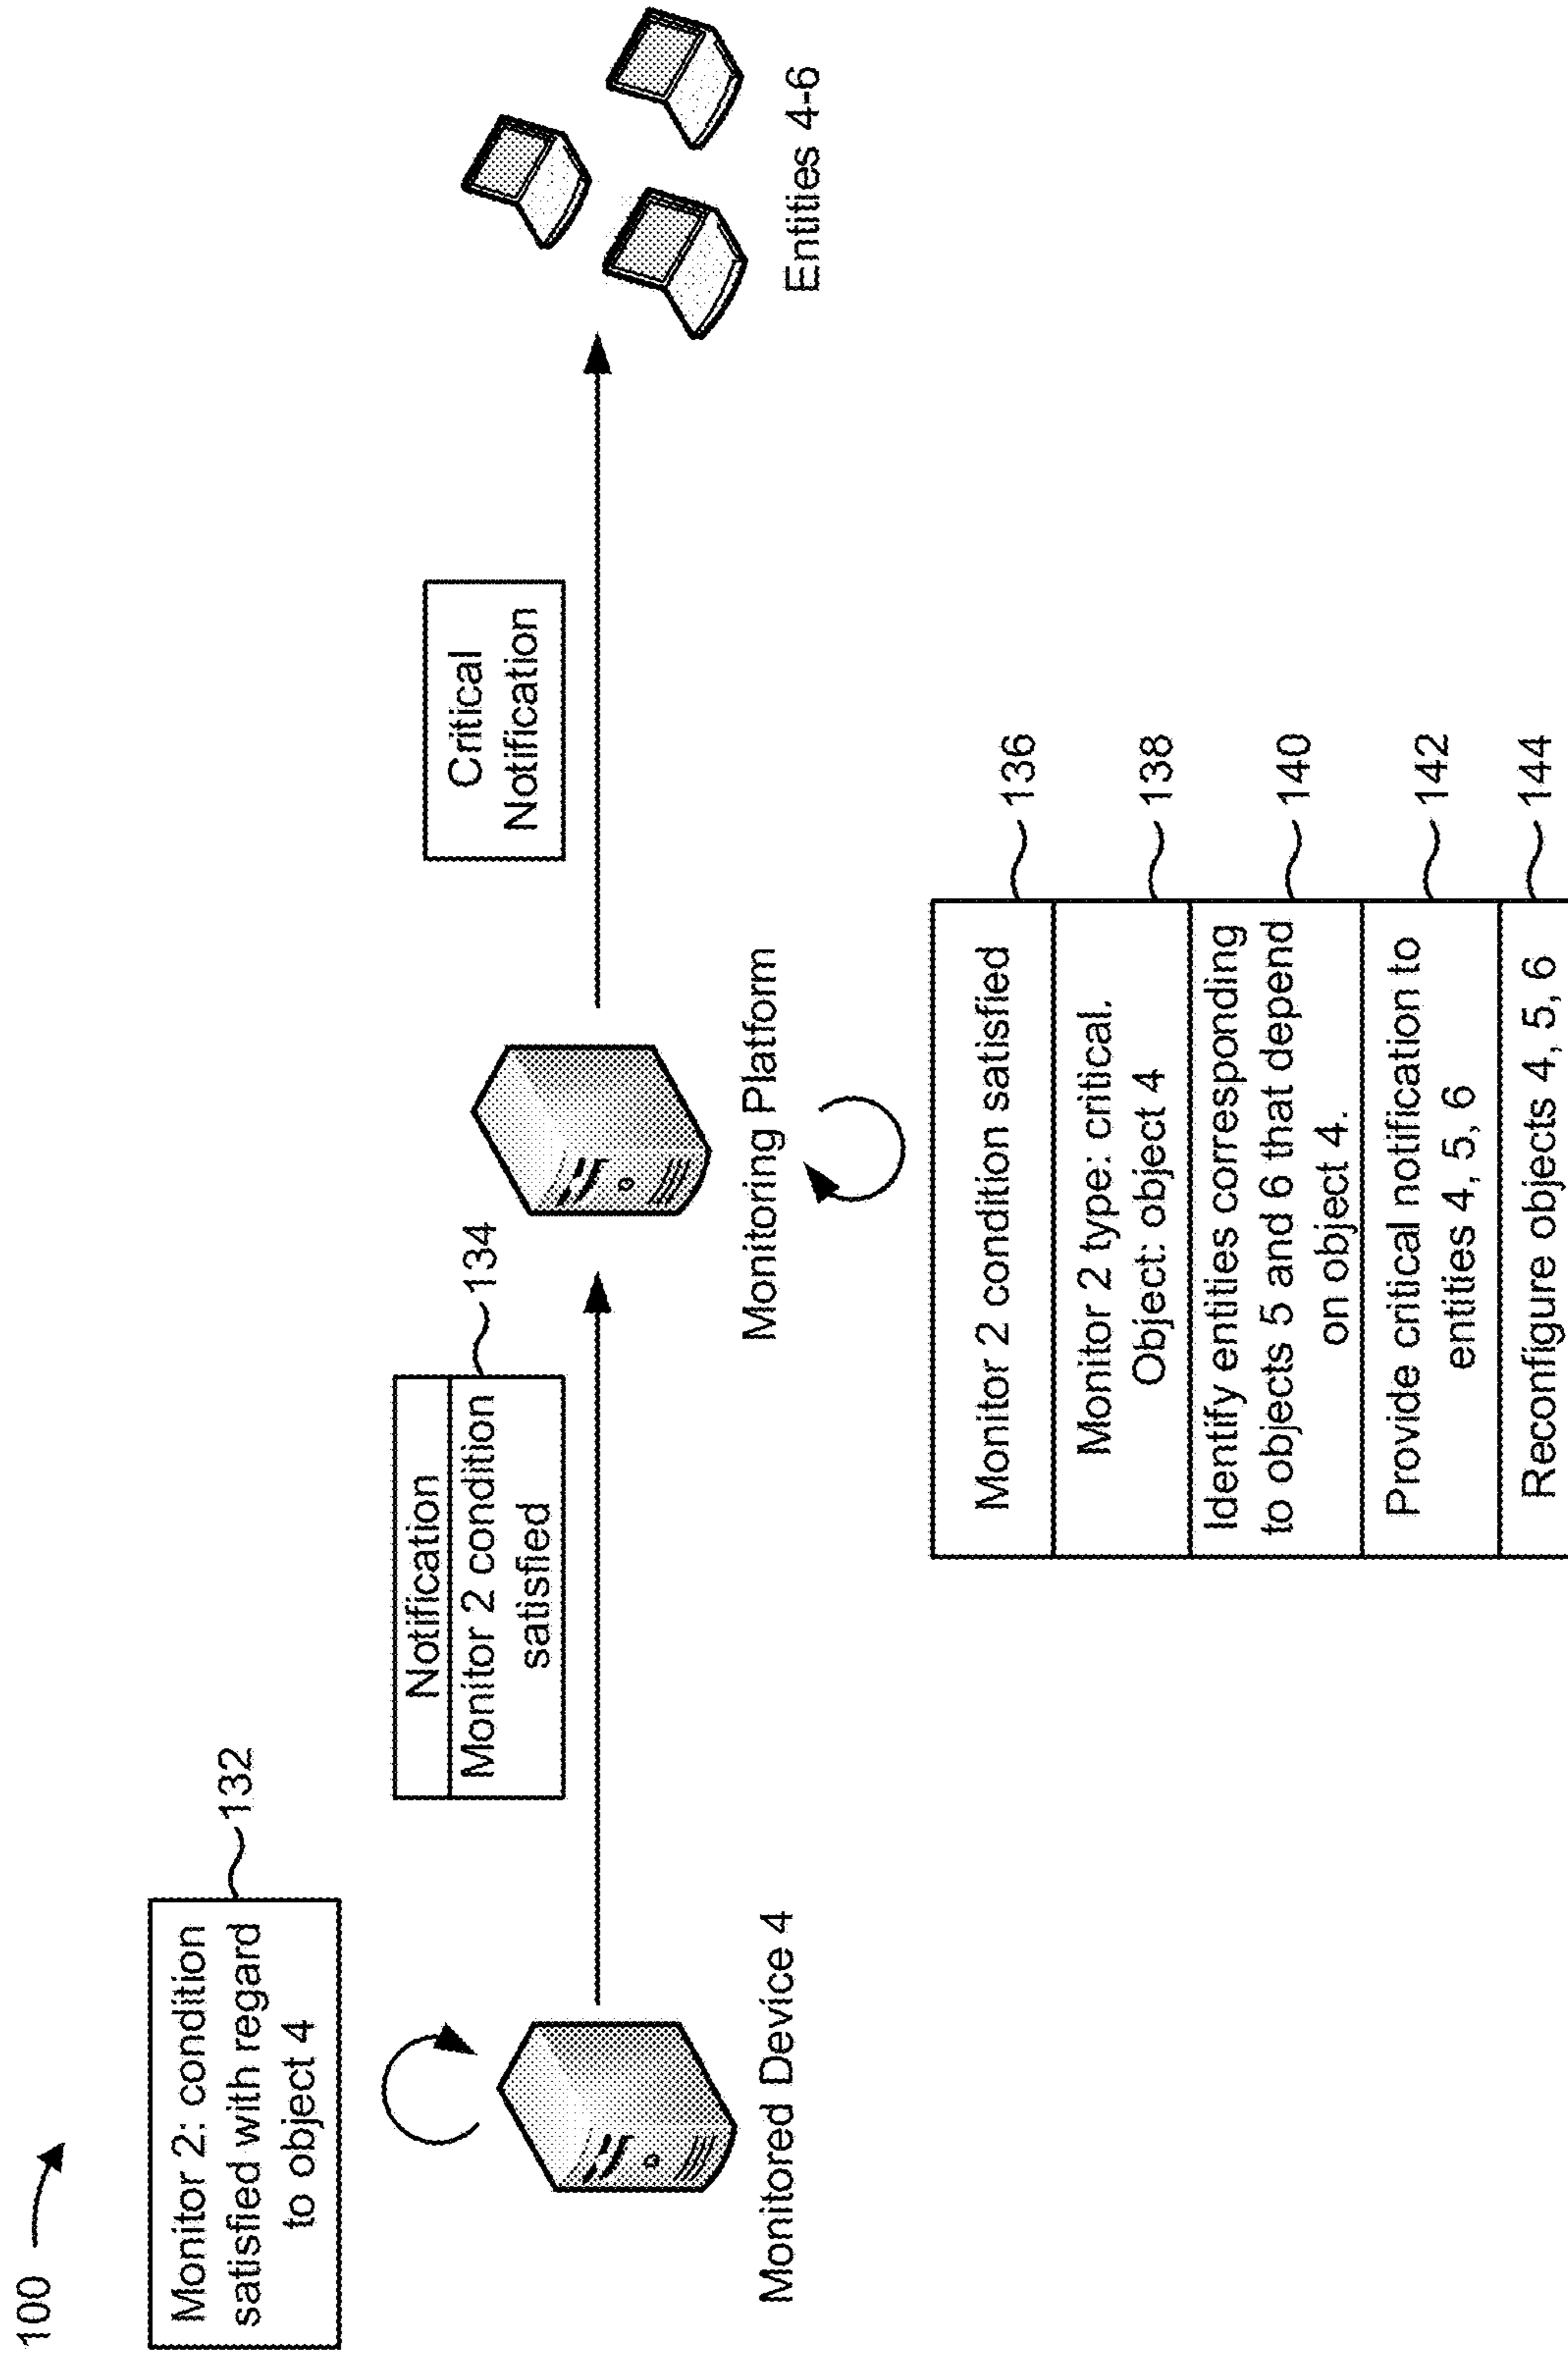 100
Monitor 2: condition
satisfied with regard
to object 4
132
Notification
Monitor 2 condition
satisfied
134
Critical
Notification
Monitored Device 4
Monitoring Platform
Entities 4-6
Monitor 2 condition satisfied
136
Monitor 2 type: critical.
Object: object 4
138
Identify entities corresponding
to objects 5 and 6 that depend
on object 4.
140
Provide critical notification to
entities 4, 5, 6
142
Reconfigure objects 4, 5, 6
144